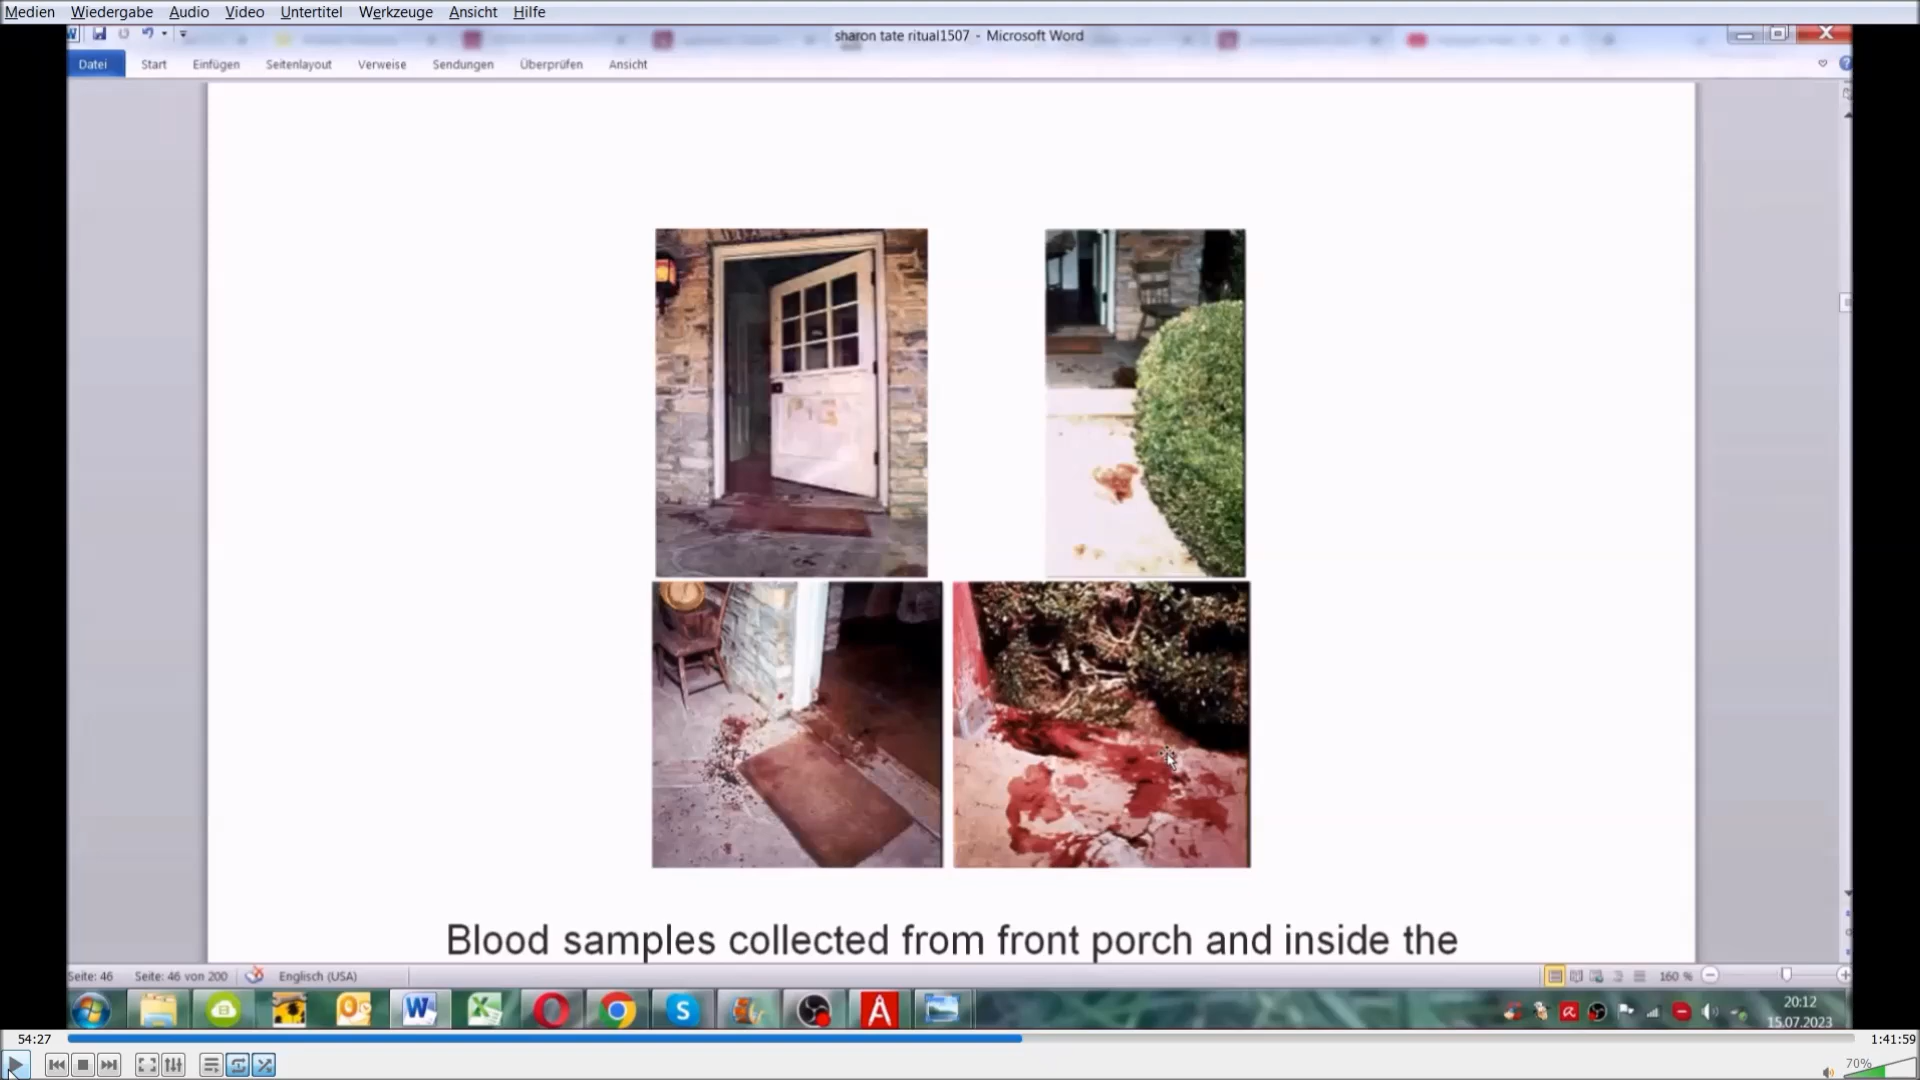 Medien Wiedergabe Audio Video Untertitel Werkzeuge Ansicht Hilfe
sharon tate ritual1507 - Microsoft Word
Datei Start Einfügen Seitenlayout Verweise Sendungen Überprüfen Ansicht
PIG
Blood samples collected from front porch and inside the
Seite: 46 Seite: 46 von 200 Englisch (USA) 160 %
20:12
15.07.2023
54:27 1:41:59
70%